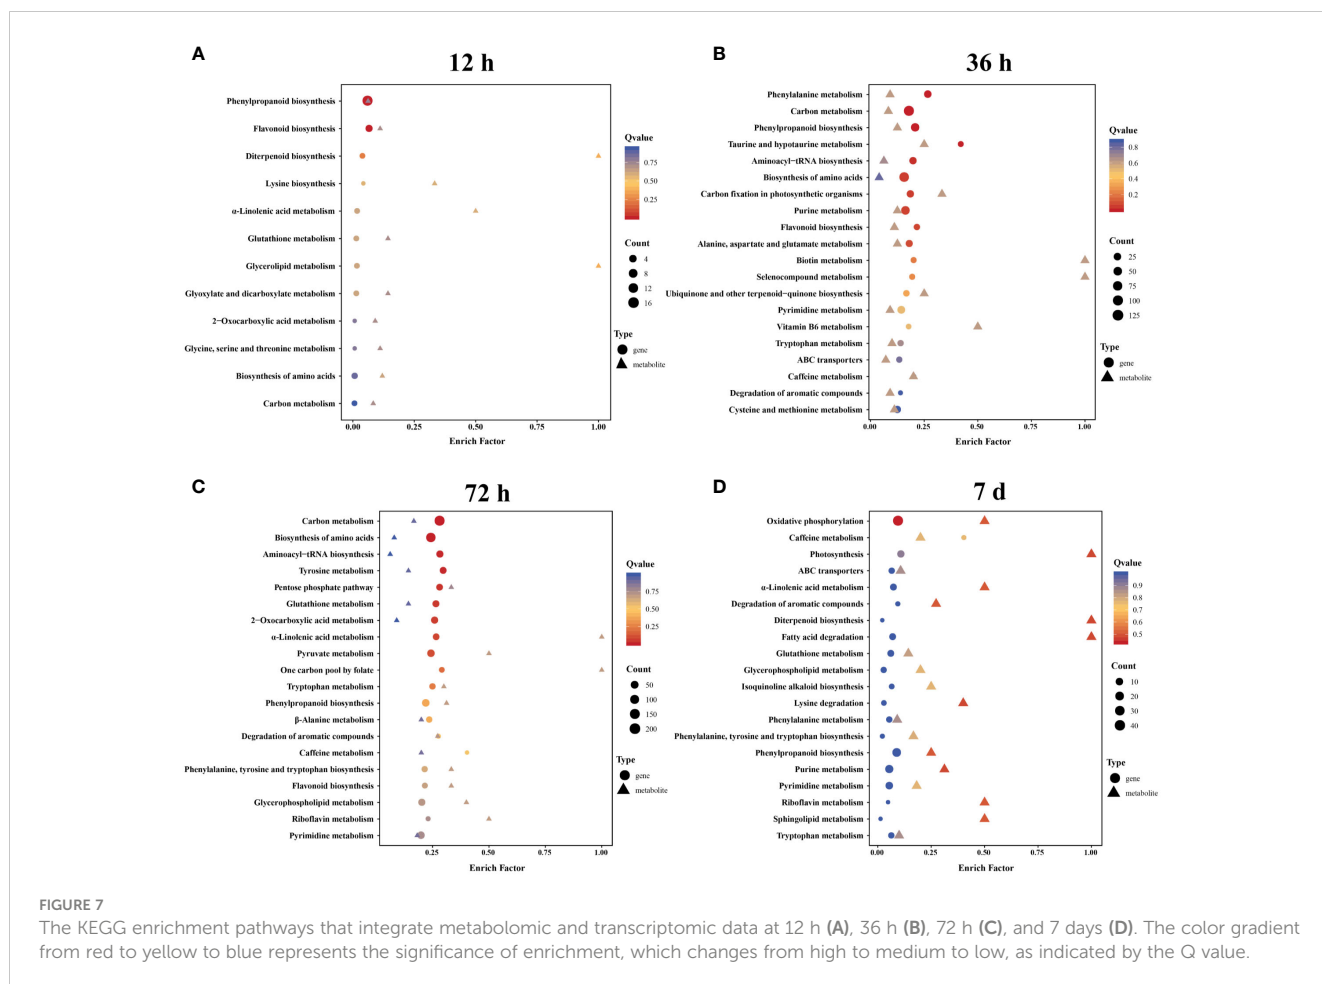 A
12 h
Phenylpropanoid biosynthesis
Flavonoid biosynthesis
Diterpenoid biosynthesis
Lysine biosynthesis
α-Linolenic acid metabolism
Glutathione metabolism
Glycerolipid metabolism
Glyoxylate and dicarboxylate metabolism
2-Oxocarboxylic acid metabolism
Glycine, serine and threonine metabolism
Biosynthesis of amino acids
Carbon metabolism
0.00 0.25 0.50 0.75 1.00
Enrich Factor
Qvalue
0.75
0.50
0.25
Count
4
8
12
16
Type
gene
metabolite
B
36 h
Phenylalanine metabolism
Carbon metabolism
Phenylpropanoid biosynthesis
Taurine and hypotaurine metabolism
Aminoacyl-tRNA biosynthesis
Biosynthesis of amino acids
Carbon fixation in photosynthetic organisms
Purine metabolism
Flavonoid biosynthesis
Alanine, aspartate and glutamate metabolism
Biotin metabolism
Selenocompound metabolism
Ubiquinone and other terpenoid-quinone biosynthesis
Pyrimidine metabolism
Vitamin B6 metabolism
Tryptophan metabolism
ABC transporters
Caffeine metabolism
Degradation of aromatic compounds
Cysteine and methionine metabolism
0.00 0.25 0.50 0.75 1.00
Enrich Factor
Qvalue
0.8
0.6
0.4
0.2
Count
25
50
75
100
125
Type
gene
metabolite
C
72 h
Carbon metabolism
Biosynthesis of amino acids
Aminoacyl-tRNA biosynthesis
Tyrosine metabolism
Pentose phosphate pathway
Glutathione metabolism
2-Oxocarboxylic acid metabolism
α-Linolenic acid metabolism
Pyruvate metabolism
One carbon pool by folate
Tryptophan metabolism
Phenylpropanoid biosynthesis
β-Alanine metabolism
Degradation of aromatic compounds
Caffeine metabolism
Phenylalanine, tyrosine and tryptophan biosynthesis
Flavonoid biosynthesis
Glycerophospholipid metabolism
Riboflavin metabolism
Pyrimidine metabolism
0.25 0.50 0.75 1.00
Enrich Factor
Qvalue
0.75
0.50
0.25
Count
50
100
150
200
Type
gene
metabolite
D
7 d
Oxidative phosphorylation
Caffeine metabolism
Photosynthesis
ABC transporters
α-Linolenic acid metabolism
Degradation of aromatic compounds
Diterpenoid biosynthesis
Fatty acid degradation
Glutathione metabolism
Glycerophospholipid metabolism
Isoquinoline alkaloid biosynthesis
Lysine degradation
Phenylalanine metabolism
Phenylalanine, tyrosine and tryptophan biosynthesis
Phenylpropanoid biosynthesis
Purine metabolism
Pyrimidine metabolism
Riboflavin metabolism
Sphingolipid metabolism
Tryptophan metabolism
0.00 0.25 0.50 0.75 1.00
Enrich Factor
Qvalue
0.9
0.8
0.7
0.6
0.5
Count
10
20
30
40
Type
gene
metabolite
FIGURE 7
The KEGG enrichment pathways that integrate metabolomic and transcriptomic data at 12 h (A), 36 h (B), 72 h (C), and 7 days (D). The color gradient
from red to yellow to blue represents the significance of enrichment, which changes from high to medium to low, as indicated by the Q value.